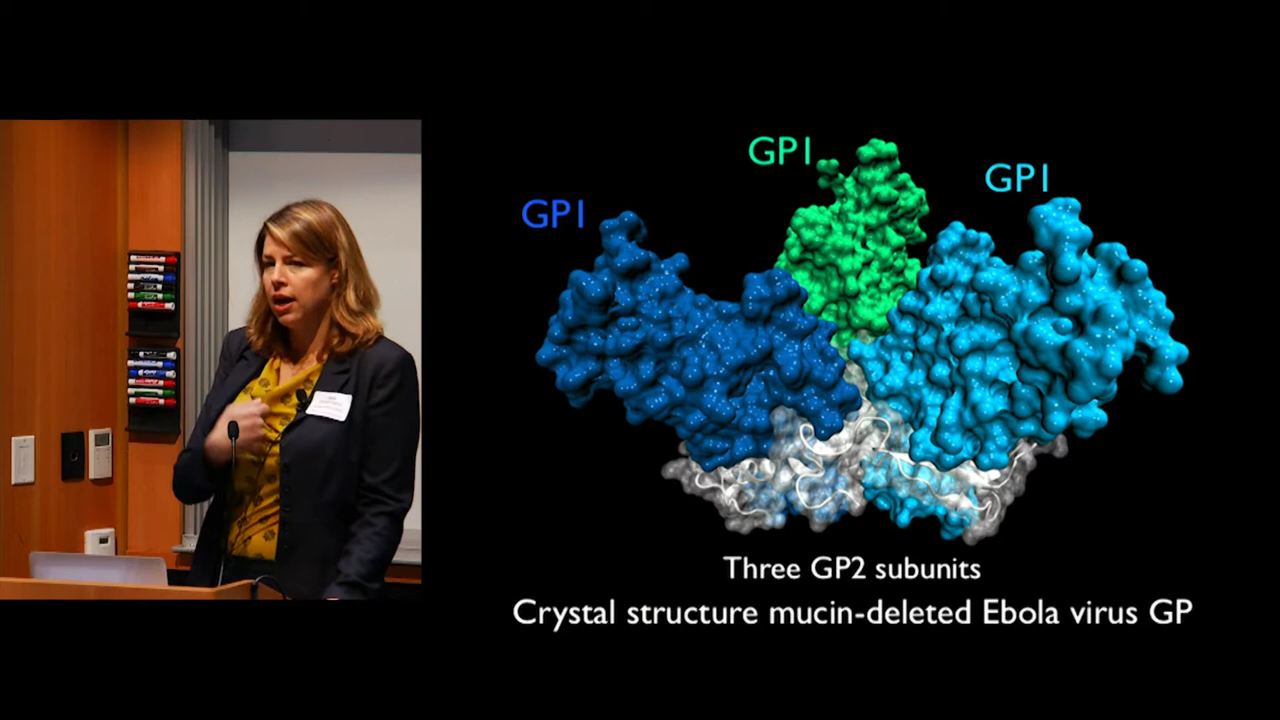 GP1
GP1
GP1
Three GP2 subunits
Crystal structure mucin-deleted Ebola virus GP